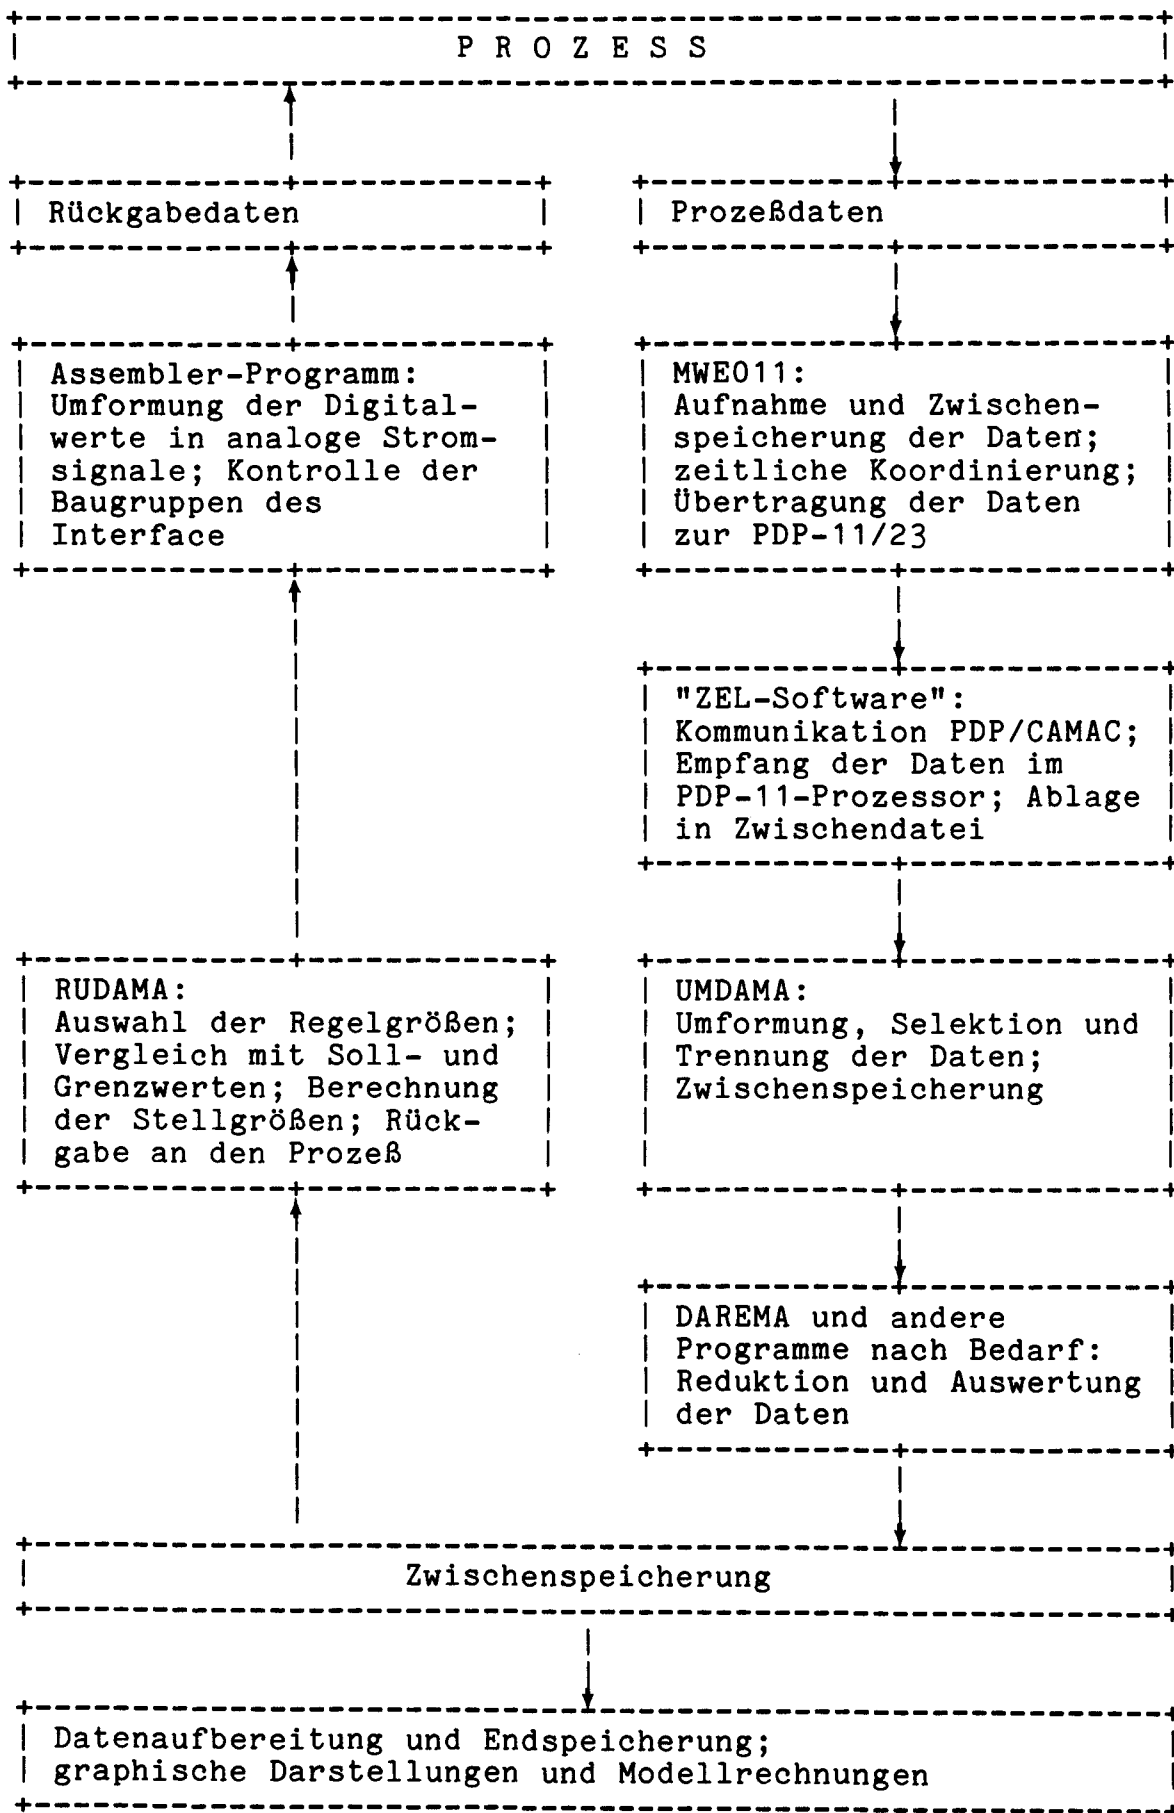 P R O Z E S S
Rückgabedaten
Prozeßdaten
Assembler-Programm:
Umformung der Digital-
werte in analoge Strom-
signale; Kontrolle der
Baugruppen des
Interface
MWE011:
Aufnahme und Zwischen-
speicherung der Daten;
zeitliche Koordinierung;
Übertragung der Daten
zur PDP-11/23
"ZEL-Software":
Kommunikation PDP/CAMAC;
Empfang der Daten im
PDP-11-Prozessor; Ablage
in Zwischendatei
RUDAMA:
Auswahl der Regelgrößen;
Vergleich mit Soll- und
Grenzwerten; Berechnung
der Stellgrößen; Rück-
gabe an den Prozeß
UMDAMA:
Umformung, Selektion und
Trennung der Daten;
Zwischenspeicherung
DAREMA und andere
Programme nach Bedarf:
Reduktion und Auswertung
der Daten
Zwischenspeicherung
Datenaufbereitung und Endspeicherung;
graphische Darstellungen und Modellrechnungen